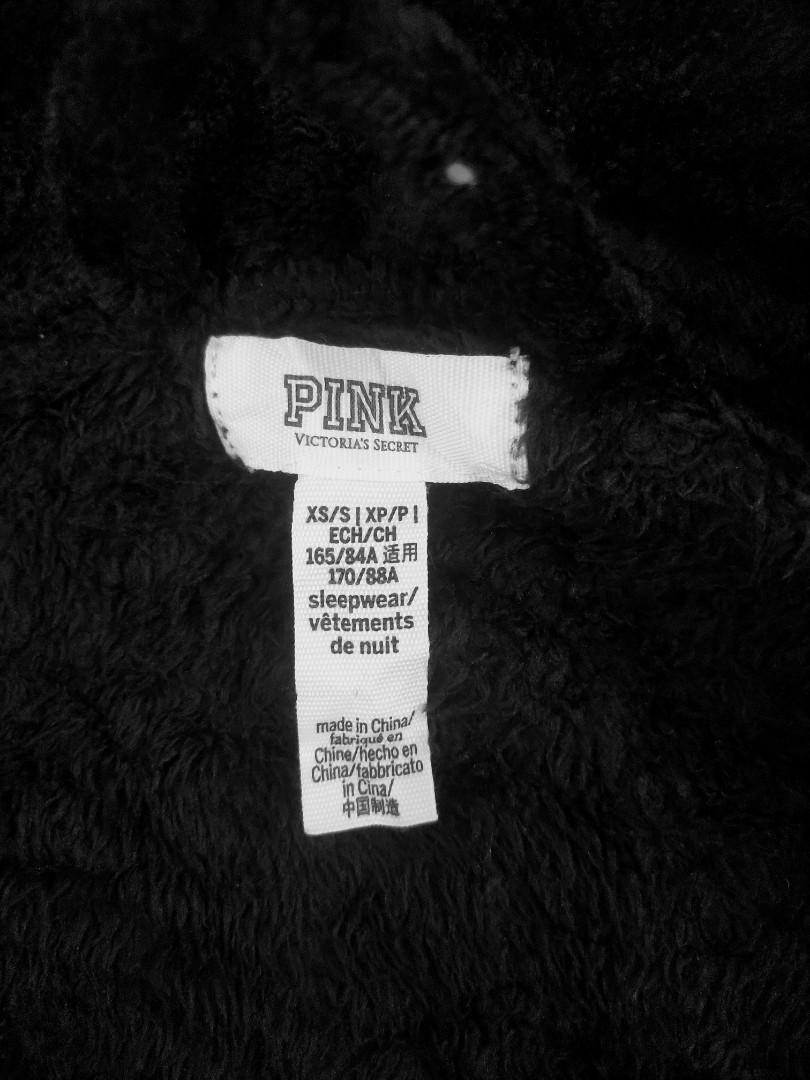 PINK
VICTORIA'S SECRET
XS/S | XP/P |
ECH/CH
165/84A 适用
170/88A
sleepwear/
vêtements
de nuit
made in China/
fabriqué en
Chine/hecho en
China/fabbricato
in Cina/
中国制造